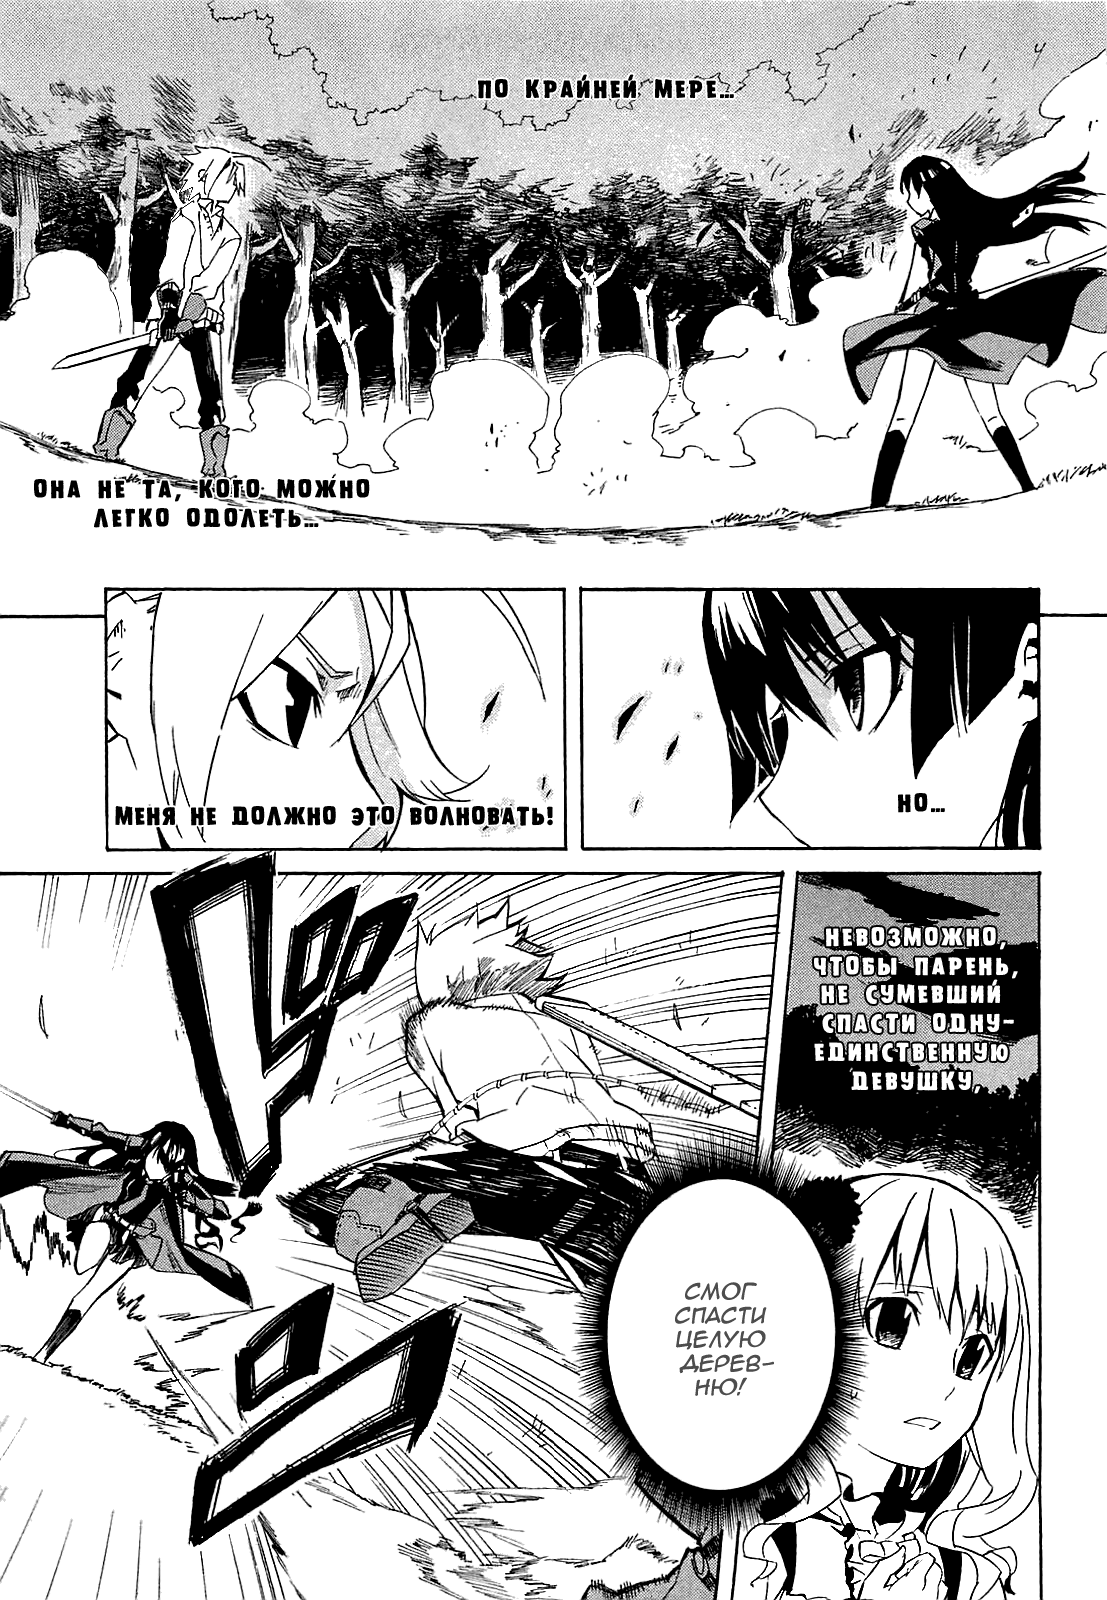 ПО КРАЙНЕЙ МЕРЕ...
ОНА НЕ ТА, КОГО МОЖНО
ЛЕГКО ОДОЛЕТЬ...
НО...
МЕНЯ НЕ ДОЛЖНО ЭТО ВОЛНОВАТЬ!
НЕВОЗМОЖНО,
ЧТОБЫ ПАРЕНЬ,
НЕ СУМЕВШИЙ
СПАСТИ ОДНУ-
ЕДИНСТВЕННУЮ
ДЕВУШКУ,
СМОГ
СПАСТИ
ЦЕЛУЮ
ДЕРЕВ-
НЮ!